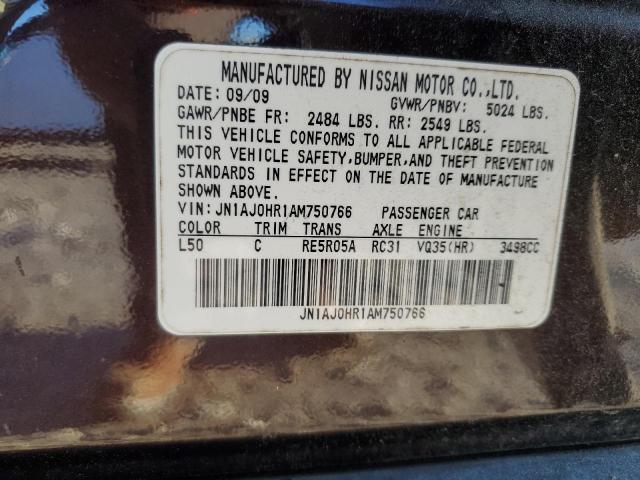 MANUFACTURED BY NISSAN MOTOR CO.,LTD.
DATE: 09/09 GVWR/PNBV: 5024 LBS.
GAWR/PNBE FR: 2484 LBS. RR: 2549 LBS.
THIS VEHICLE CONFORMS TO ALL APPLICABLE FEDERAL
MOTOR VEHICLE SAFETY,BUMPER,AND THEFT PREVENTION
STANDARDS IN EFFECT ON THE DATE OF MANUFACTURE
SHOWN ABOVE.
VIN: JN1AJ0HR1AM750766 PASSENGER CAR
COLOR TRIM TRANS AXLE ENGINE
L50 C RE5R05A RC31 VQ35(HR) 3498CC
JN1AJ0HR1AM750766